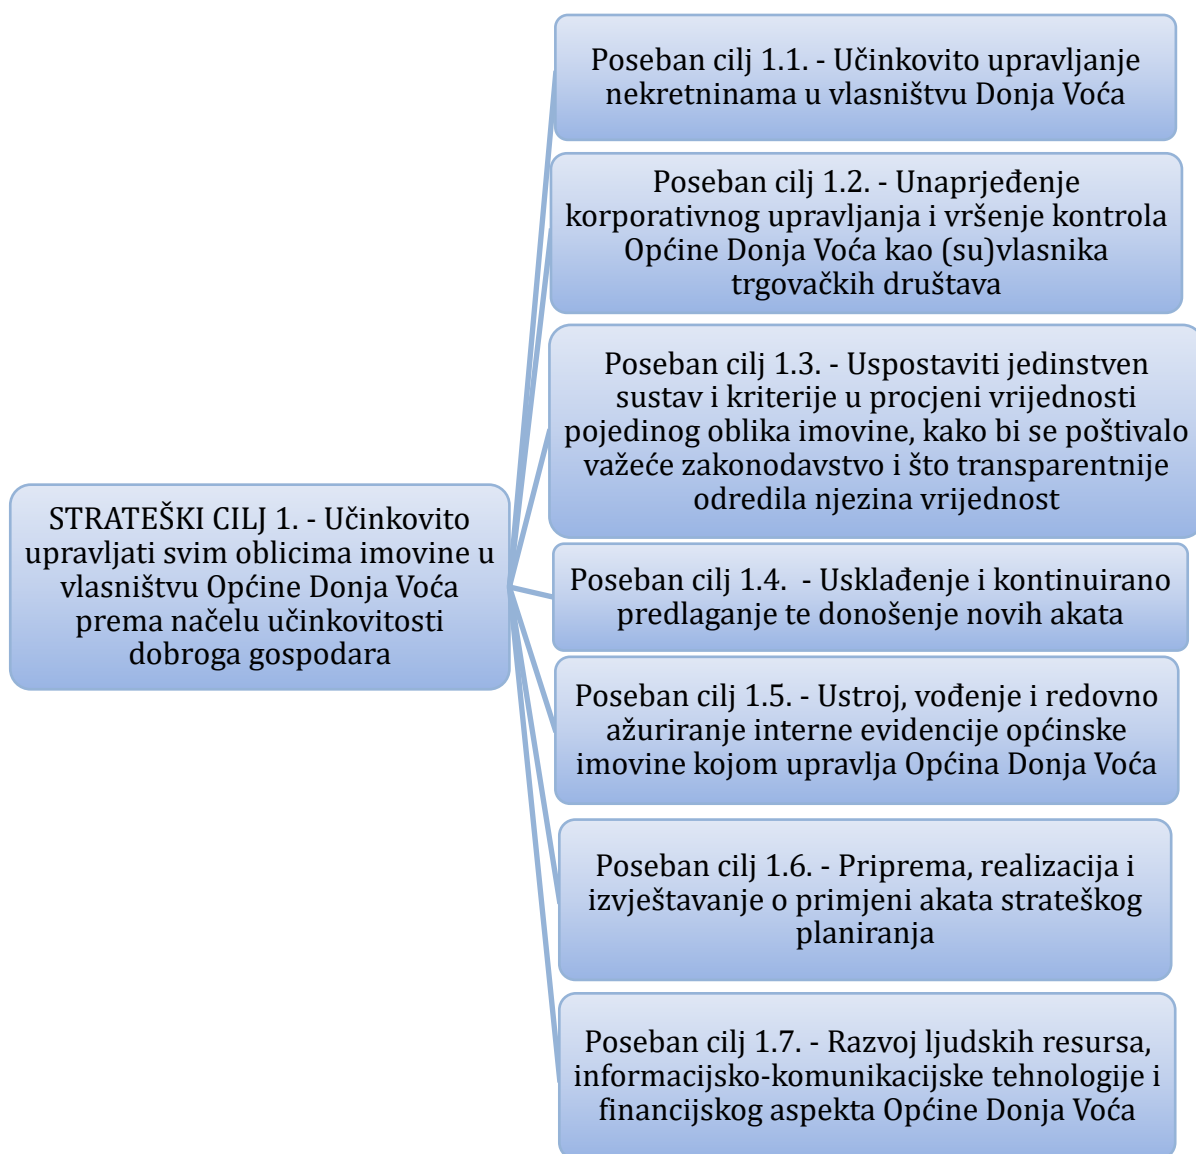 STRATEŠKI CILJ 1. - Učinkovito
upravljati svim oblicima imovine u
vlasništvu Općine Donja Voća
prema načelu učinkovitosti
dobroga gospodara
Poseban cilj 1.1. - Učinkovito upravljanje
nekretninama u vlasništvu Donja Voća
Poseban cilj 1.2. - Unaprjeđenje
korporativnog upravljanja i vršenje kontrola
Općine Donja Voća kao (su)vlasnika
trgovačkih društava
Poseban cilj 1.3. - Uspostaviti jedinstven
sustav i kriterije u procjeni vrijednosti
pojedinog oblika imovine, kako bi se poštivalo
važeće zakonodavstvo i što transparentnije
odredila njezina vrijednost
Poseban cilj 1.4.  - Usklađenje i kontinuirano
predlaganje te donošenje novih akata
Poseban cilj 1.5. - Ustroj, vođenje i redovno
ažuriranje interne evidencije općinske
imovine kojom upravlja Općina Donja Voća
Poseban cilj 1.6. - Priprema, realizacija i
izvještavanje o primjeni akata strateškog
planiranja
Poseban cilj 1.7. - Razvoj ljudskih resursa,
informacijsko-komunikacijske tehnologije i
financijskog aspekta Općine Donja Voća